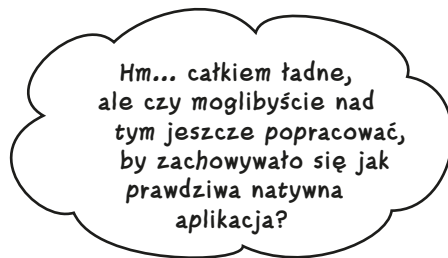 Hm... całkiem ładne,
ale czy moglibyście nad
tym jeszcze popracować,
by zachowywało się jak
prawdziwa natywna
aplikacja?